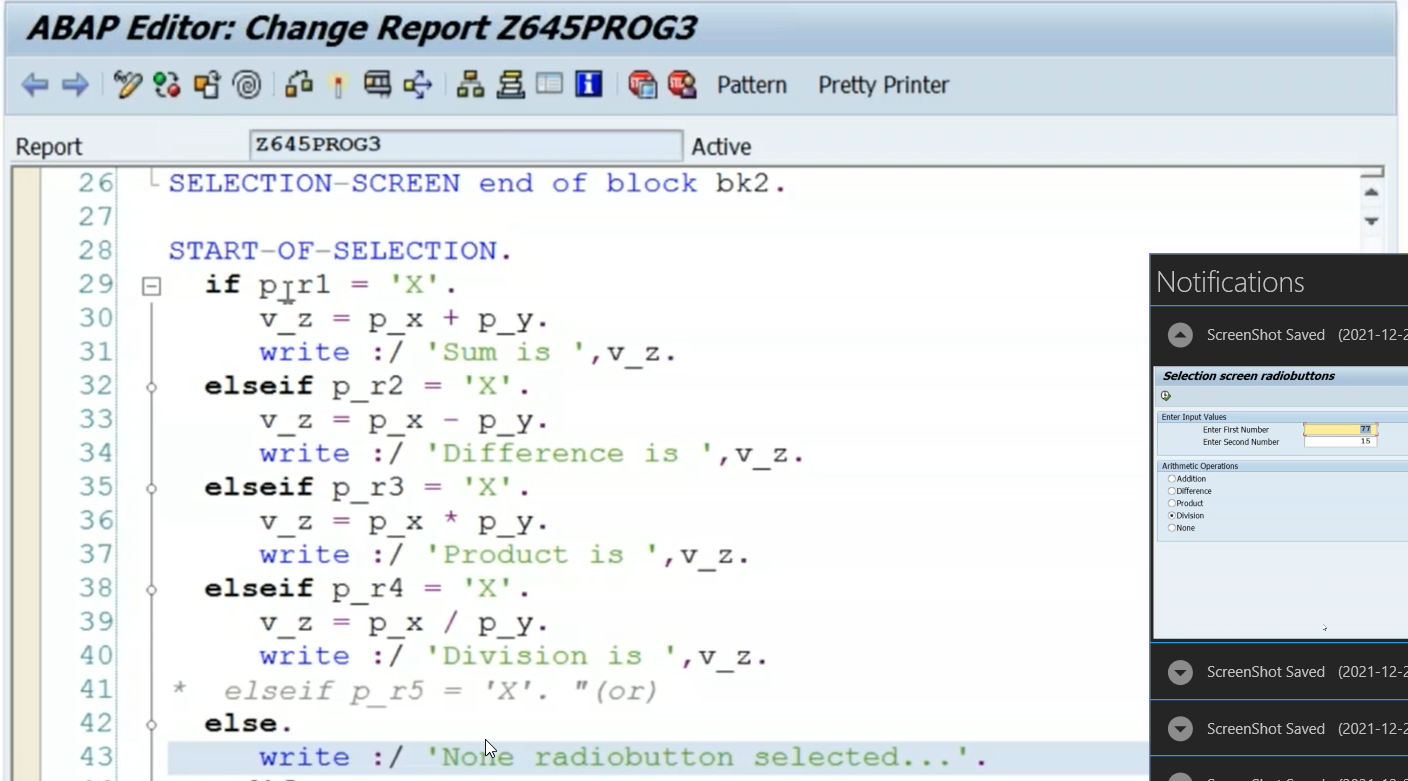 ABAP Editor: Change Report Z645PROG3
Pattern Pretty Printer
Report Z645PROG3 Active
26 SELECTION-SCREEN end of block bk2.
27
28 START-OF-SELECTION.
29 if p_r1 = 'X'.
30 v_z = p_x + p_y.
31 write :/ 'Sum is ',v_z.
32 elseif p_r2 = 'X'.
33 v_z = p_x - p_y.
34 write :/ 'Difference is ',v_z.
35 elseif p_r3 = 'X'.
36 v_z = p_x * p_y.
37 write :/ 'Product is ',v_z.
38 elseif p_r4 = 'X'.
39 v_z = p_x / p_y.
40 write :/ 'Division is ',v_z.
41 * elseif p_r5 = 'X'. "(or)
42 else.
43 write :/ 'None radiobutton selected...'.
Notifications
ScreenShot Saved (2021-12-2
Selection screen radiobuttons
Enter Input Values
Enter First Number 77
Enter Second Number 15
Arithmetic Operations
Addition
Difference
Product
Division
None
ScreenShot Saved (2021-12-2
ScreenShot Saved (2021-12-2